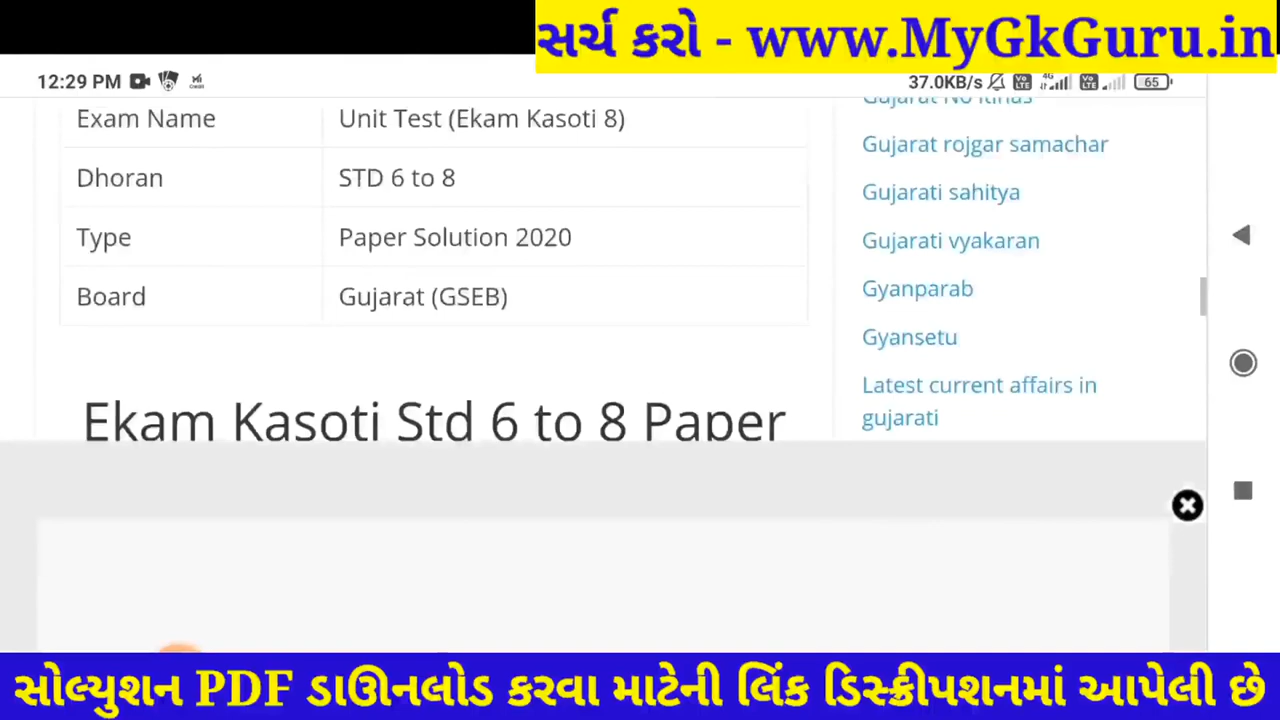 સર્ચ કરો - www.MyGkGuru.in
12:29 PM
37.0KB/s
65
Exam Name Unit Test (Ekam Kasoti 8)
Dhoran STD 6 to 8
Type Paper Solution 2020
Board Gujarat (GSEB)
Ekam Kasoti Std 6 to 8 Paper
Gujarat No Itihas
Gujarat rojgar samachar
Gujarati sahitya
Gujarati vyakaran
Gyanparab
Gyansetu
Latest current affairs in
gujarati
સોલ્યુશન PDF ડાઊનલોડ કરવા માટેની લિંક ડિસ્ક્રીપશનમાં આપેલી છે